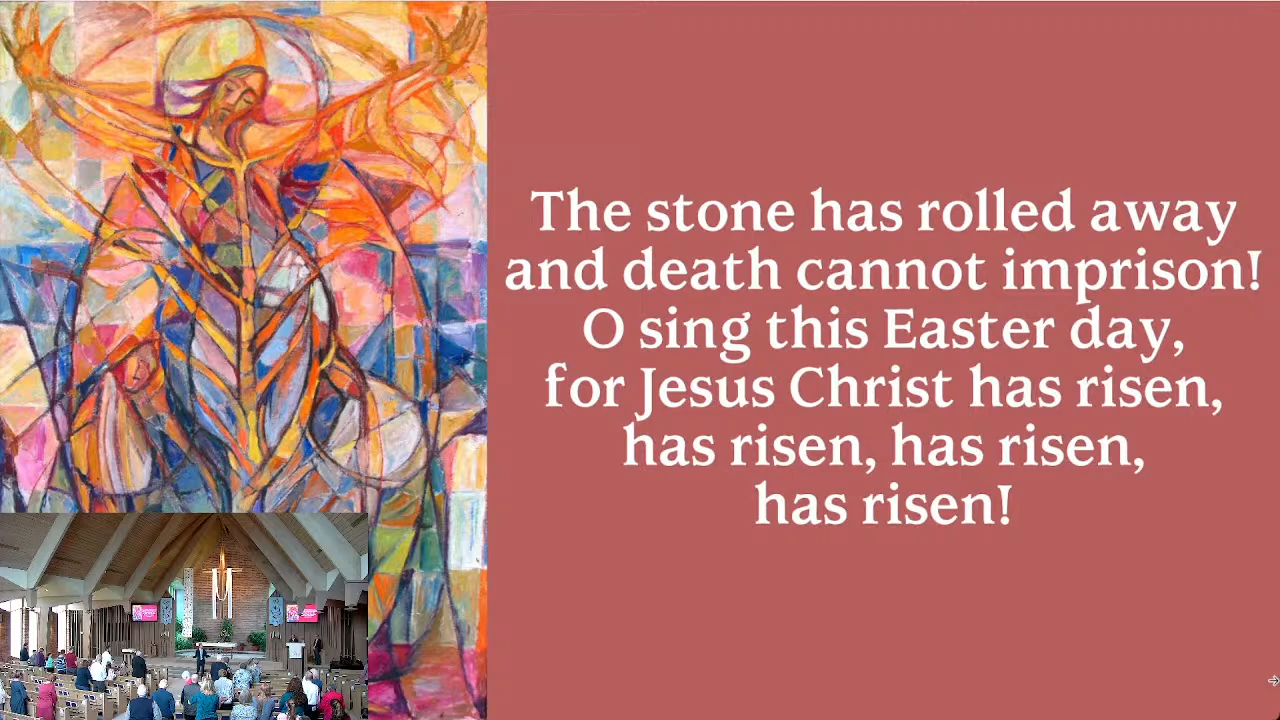 The stone has rolled away
and death cannot imprison!
O sing this Easter day,
for Jesus Christ has risen,
has risen, has risen,
has risen!